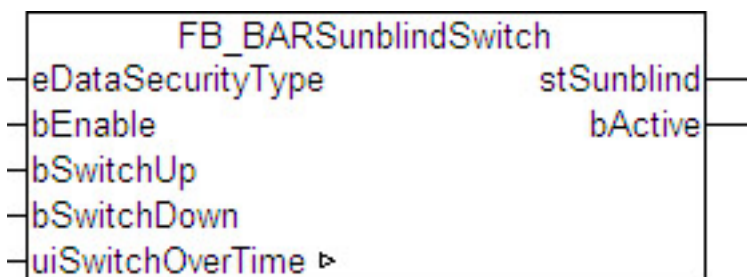 FB_BARSunblindSwitch
eDataSecurityType stSunblind
bEnable bActive
bSwitchUp
bSwitchDown
uiSwitchOverTime ▹